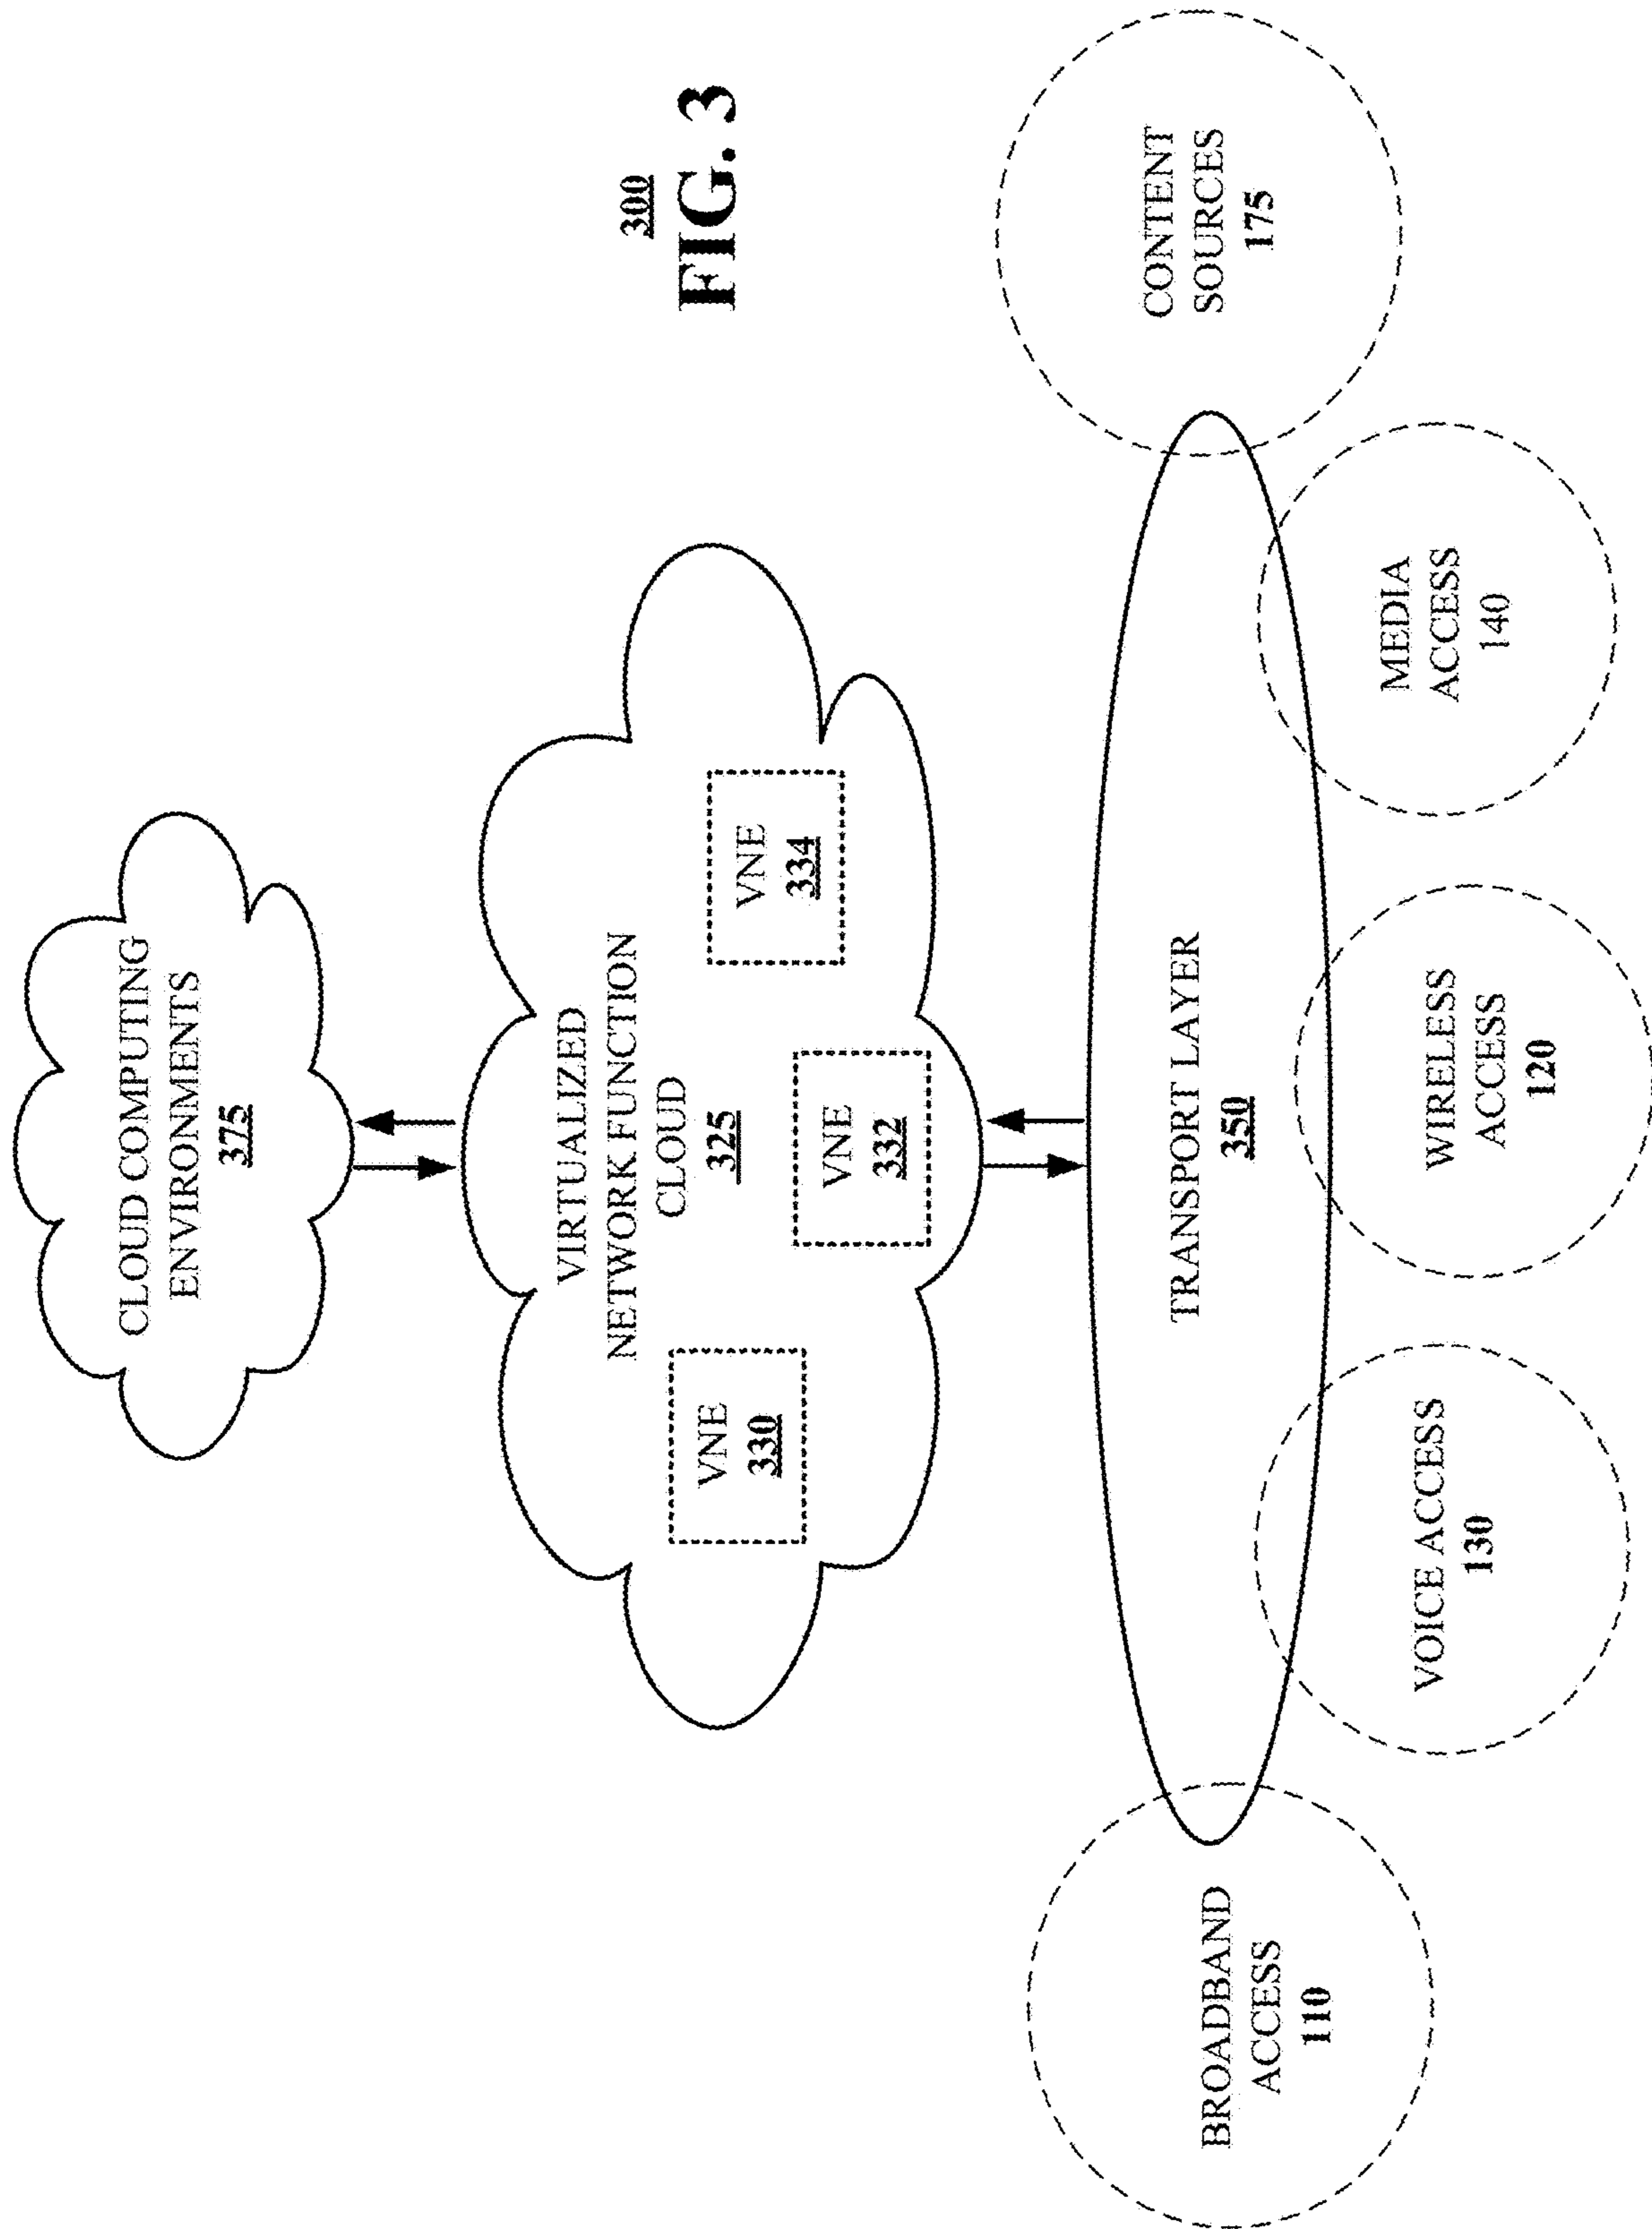 CLOUD COMPUTING
ENVIRONMENTS
375
VIRTUALIZED
NETWORK FUNCTION
CLOUD
325
VNE
330
VNE
332
VNE
334
300
FIG. 3
TRANSPORT LAYER
350
BROADBAND
ACCESS
110
VOICE ACCESS
130
WIRELESS
ACCESS
120
MEDIA
ACCESS
140
CONTENT
SOURCES
175